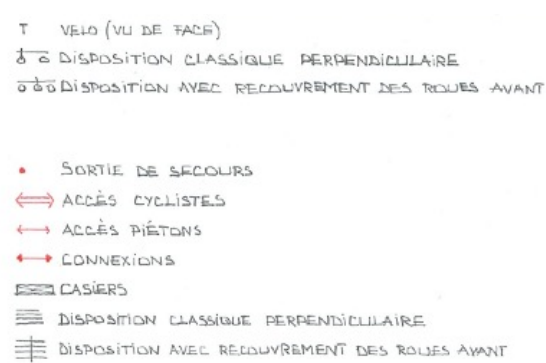 T VELO (VU DE FACE)
DISPOSITION CLASSIQUE PERPENDICULAIRE
DISPOSITION AVEC RECOUVREMENT DES ROUES AVANT
SORTIE DE SECOURS
ACCÈS CYCLISTES
ACCÈS PIÉTONS
CONNEXIONS
CASIERS
DISPOSITION CLASSIQUE PERPENDICULAIRE
DISPOSITION AVEC RECOUVREMENT DES ROUES AVANT